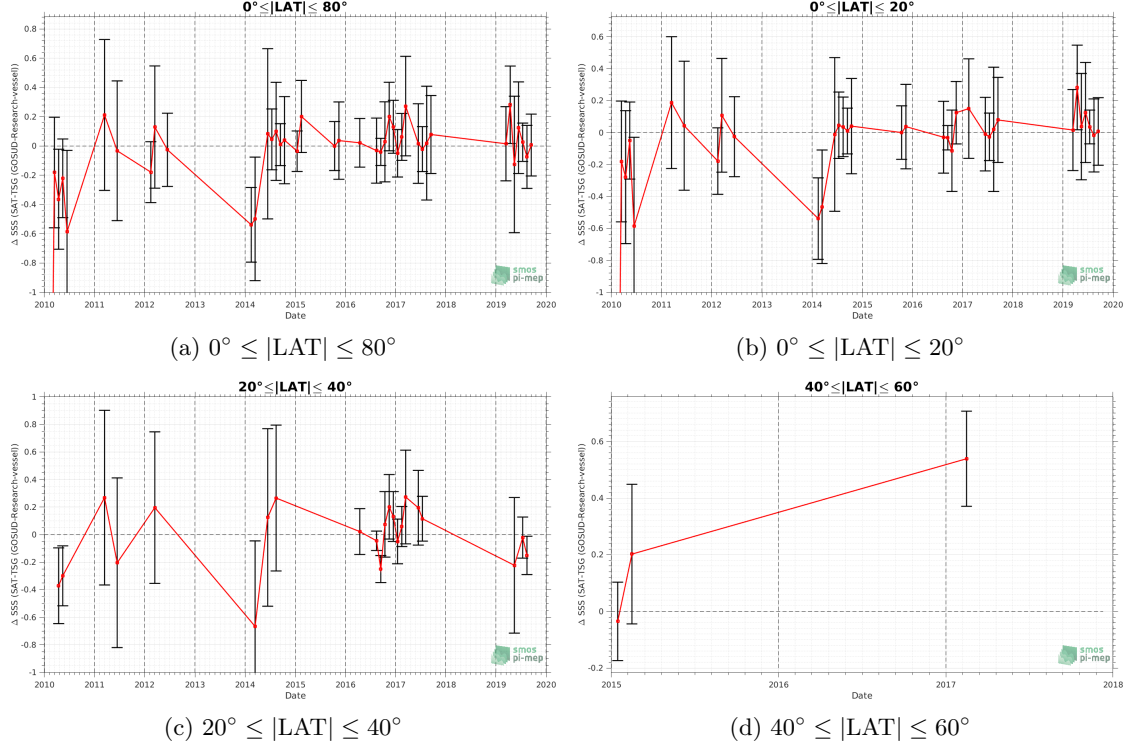 0°≤|LAT|≤ 80°
Δ SSS (SAT-TSG (GOSUD-Research-vessel))
0.8
0.6
0.4
0.2
0
-0.2
-0.4
-0.6
-0.8
-1
2010 2011 2012 2013 2014 2015 2016 2017 2018 2019 2020
Date
smos
pi-mep
(a) 0° ≤ |LAT| ≤ 80°
0°≤|LAT|≤ 20°
Δ SSS (SAT-TSG (GOSUD-Research-vessel))
0.6
0.4
0.2
0
-0.2
-0.4
-0.6
-0.8
-1
2010 2011 2012 2013 2014 2015 2016 2017 2018 2019 2020
Date
smos
pi-mep
(b) 0° ≤ |LAT| ≤ 20°
20°≤|LAT|≤ 40°
Δ SSS (SAT-TSG (GOSUD-Research-vessel))
1
0.8
0.6
0.4
0.2
0
-0.2
-0.4
-0.6
-0.8
-1
2010 2011 2012 2013 2014 2015 2016 2017 2018 2019 2020
Date
smos
pi-mep
(c) 20° ≤ |LAT| ≤ 40°
40°≤|LAT|≤ 60°
Δ SSS (SAT-TSG (GOSUD-Research-vessel))
0.6
0.4
0.2
0
-0.2
2015 2016 2017 2018
Date
smos
pi-mep
(d) 40° ≤ |LAT| ≤ 60°